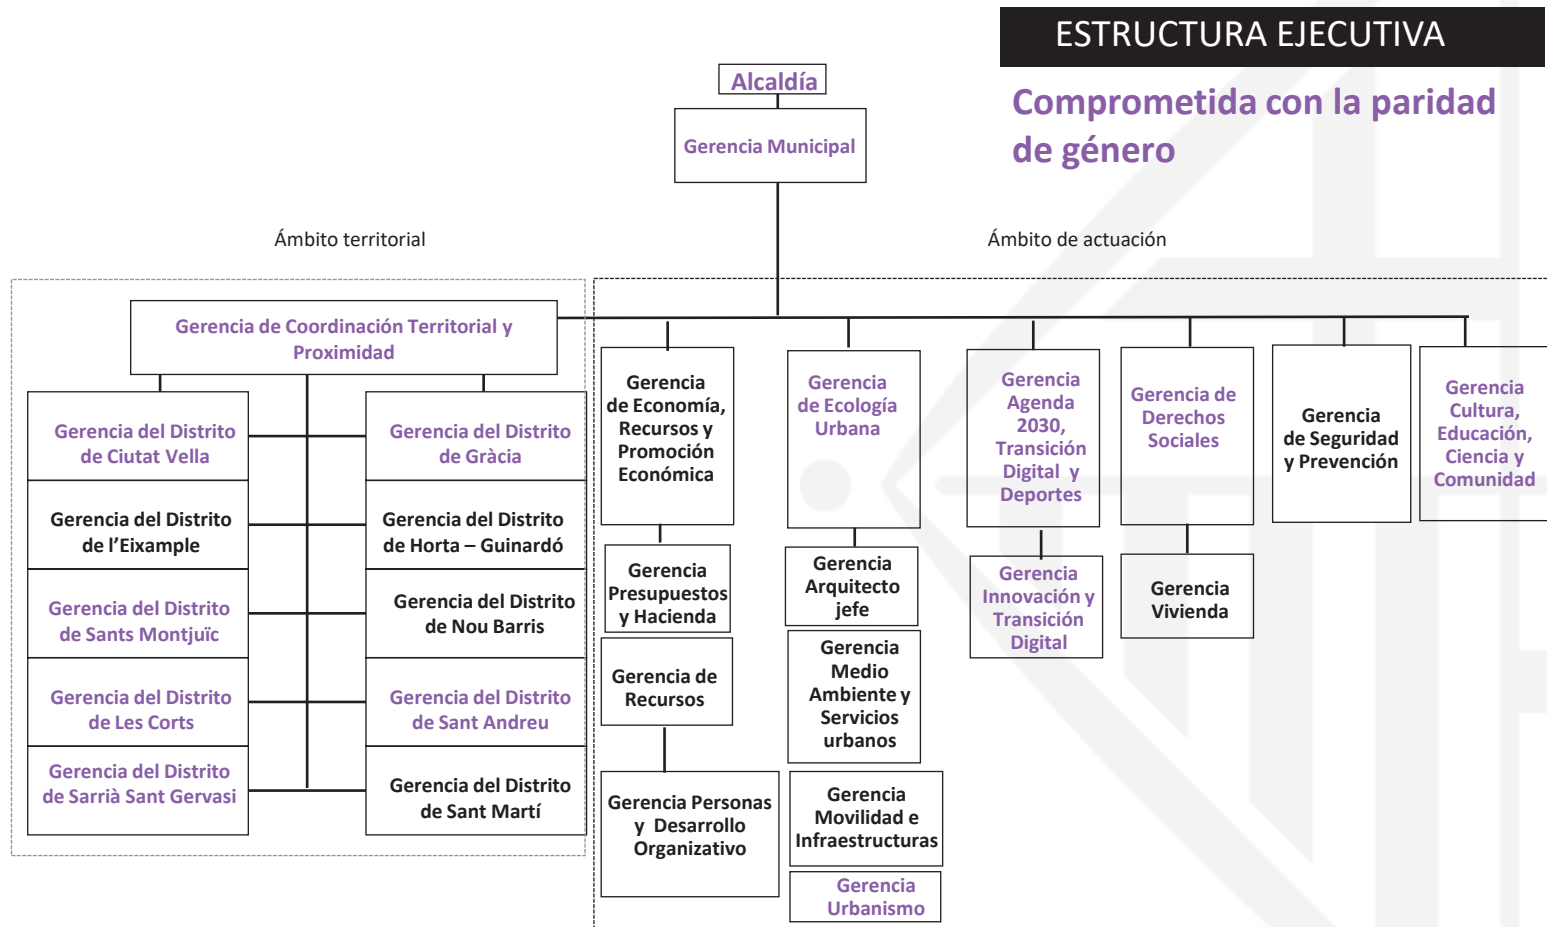 ESTRUCTURA EJECUTIVA
Comprometida con la paridad
de género
Alcaldía
Gerencia Municipal
Ámbito territorial
Ámbito de actuación
Gerencia de Coordinación Territorial y
Proximidad
Gerencia del Distrito
de Ciutat Vella
Gerencia del Distrito
de Gràcia
Gerencia del Distrito
de l’Eixample
Gerencia del Distrito
de Horta – Guinardó
Gerencia del Distrito
de Sants Montjuïc
Gerencia del Distrito
de Nou Barris
Gerencia del Distrito
de Les Corts
Gerencia del Distrito
de Sant Andreu
Gerencia del Distrito
de Sarrià Sant Gervasi
Gerencia del Distrito
de Sant Martí
Gerencia
de Economía,
Recursos y
Promoción
Económica
Gerencia
Presupuestos
y Hacienda
Gerencia de
Recursos
Gerencia Personas
y Desarrollo
Organizativo
Gerencia
de Ecología
Urbana
Gerencia
Arquitecto
jefe
Gerencia
Medio
Ambiente y
Servicios
urbanos
Gerencia
Movilidad e
Infraestructuras
Gerencia
Urbanismo
Gerencia
Agenda
2030,
Transición
Digital y
Deportes
Gerencia
Innovación y
Transición
Digital
Gerencia de
Derechos
Sociales
Gerencia
Vivienda
Gerencia
de Seguridad
y Prevención
Gerencia
Cultura,
Educación,
Ciencia y
Comunidad